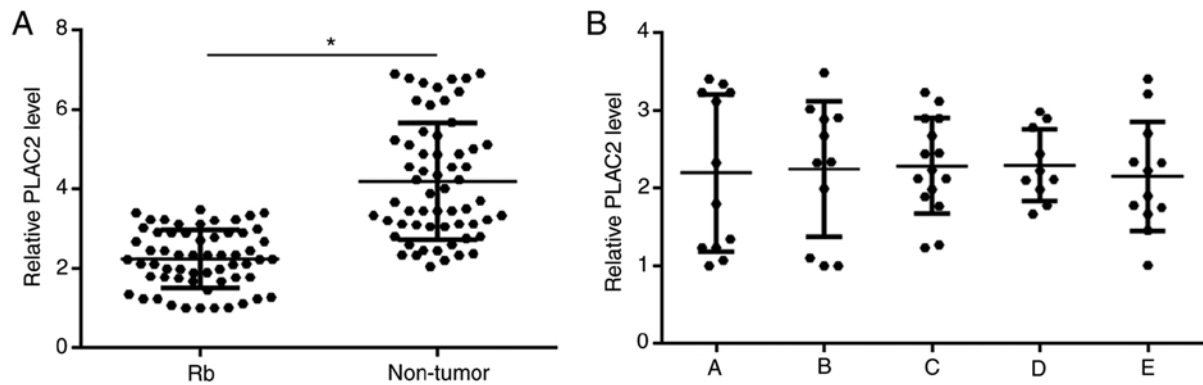 A
Relative PLAC2 level
8
6
4
2
0
*
Rb
Non-tumor
B
Relative PLAC2 level
4
3
2
1
0
A
B
C
D
E